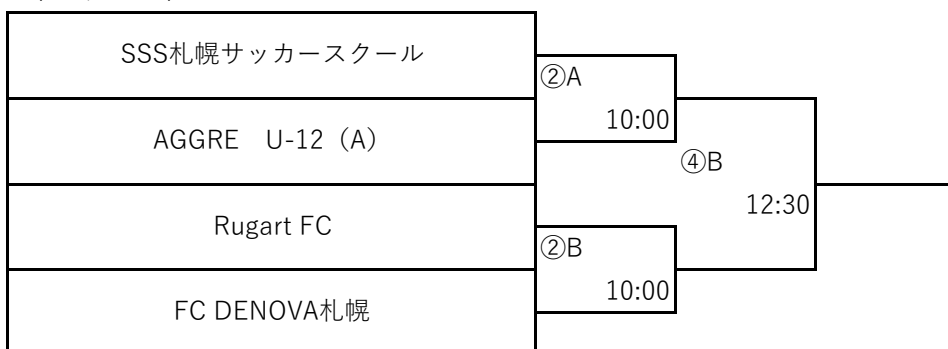 SSS札幌サッカースクール
②A
10:00
AGGRE　U-12（A）
④B
12:30
Rugart FC
②B
10:00
FC DENOVA札幌